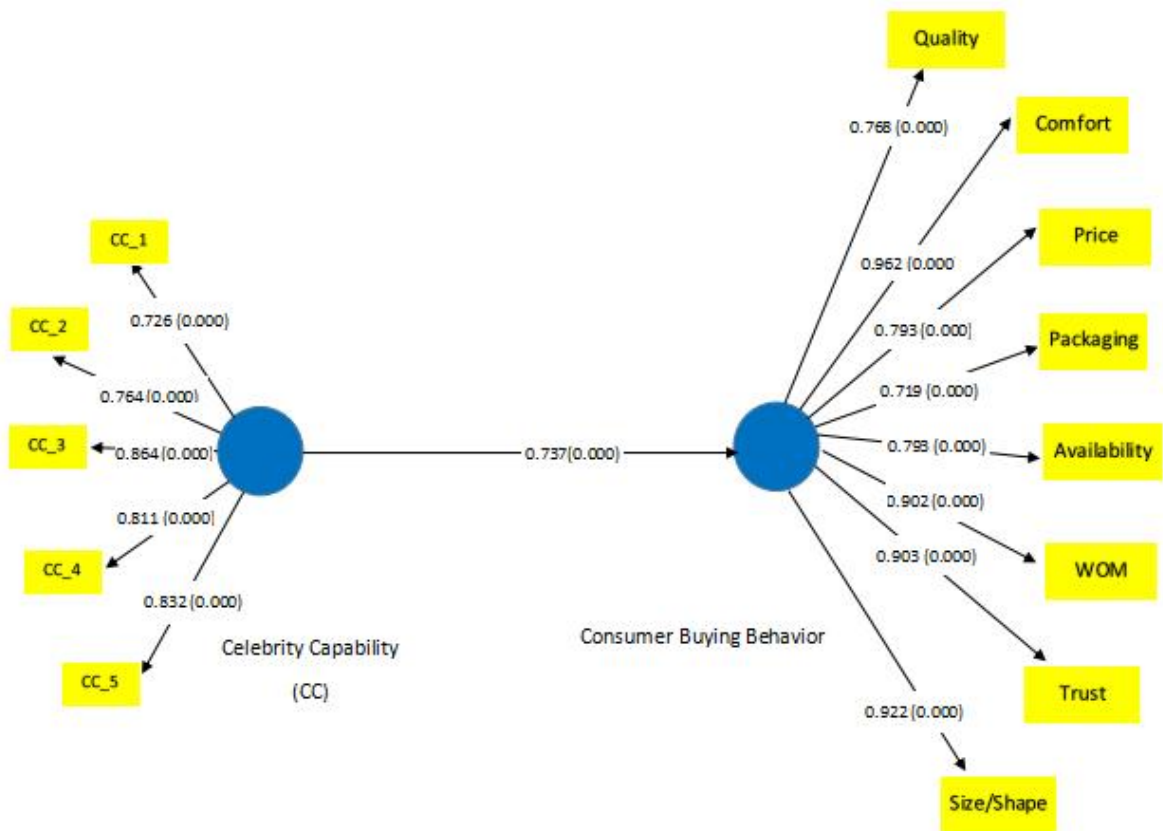 Quality
0.768 (0.000)
Comfort
0.962 (0.000
Price
0.793 (0.000)
Packaging
0.719 (0.000)
Availability
0.793 (0.000)
WOM
0.902 (0.000)
Trust
0.903 (0.000)
Size/Shape
0.922 (0.000)
CC_1
0.726 (0.000)
CC_2
0.764 (0.000)
CC_3
0.864 (0.000)
CC_4
0.811 (0.000)
CC_5
0.832 (0.000)
0.737(0.000)
Celebrity Capability
(CC)
Consumer Buying Behavior